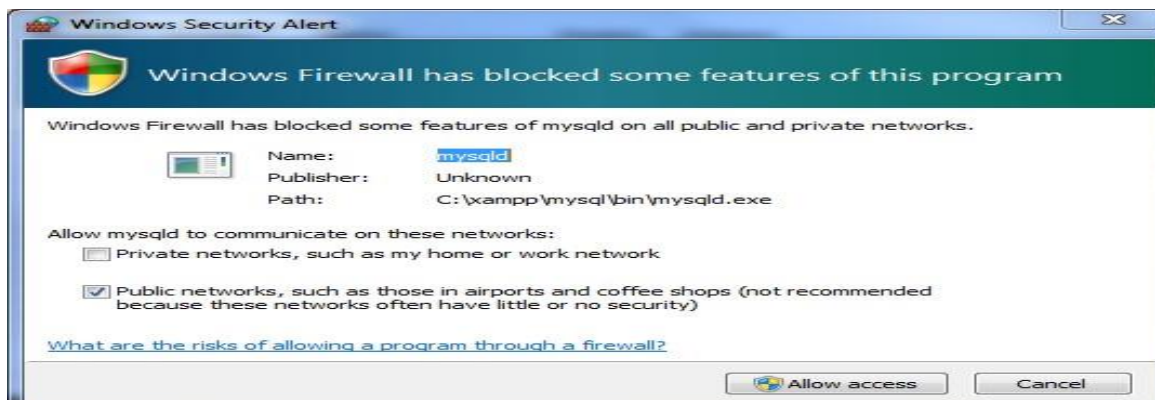 Windows Security Alert
Windows Firewall has blocked some features of this program
Windows Firewall has blocked some features of mysqld on all public and private networks.
Name: mysqld
Publisher: Unknown
Path: C:\xampp\mysql\bin\mysqld.exe
Allow mysqld to communicate on these networks:
Private networks, such as my home or work network
Public networks, such as those in airports and coffee shops (not recommended
because these networks often have little or no security)
What are the risks of allowing a program through a firewall?
Allow access Cancel